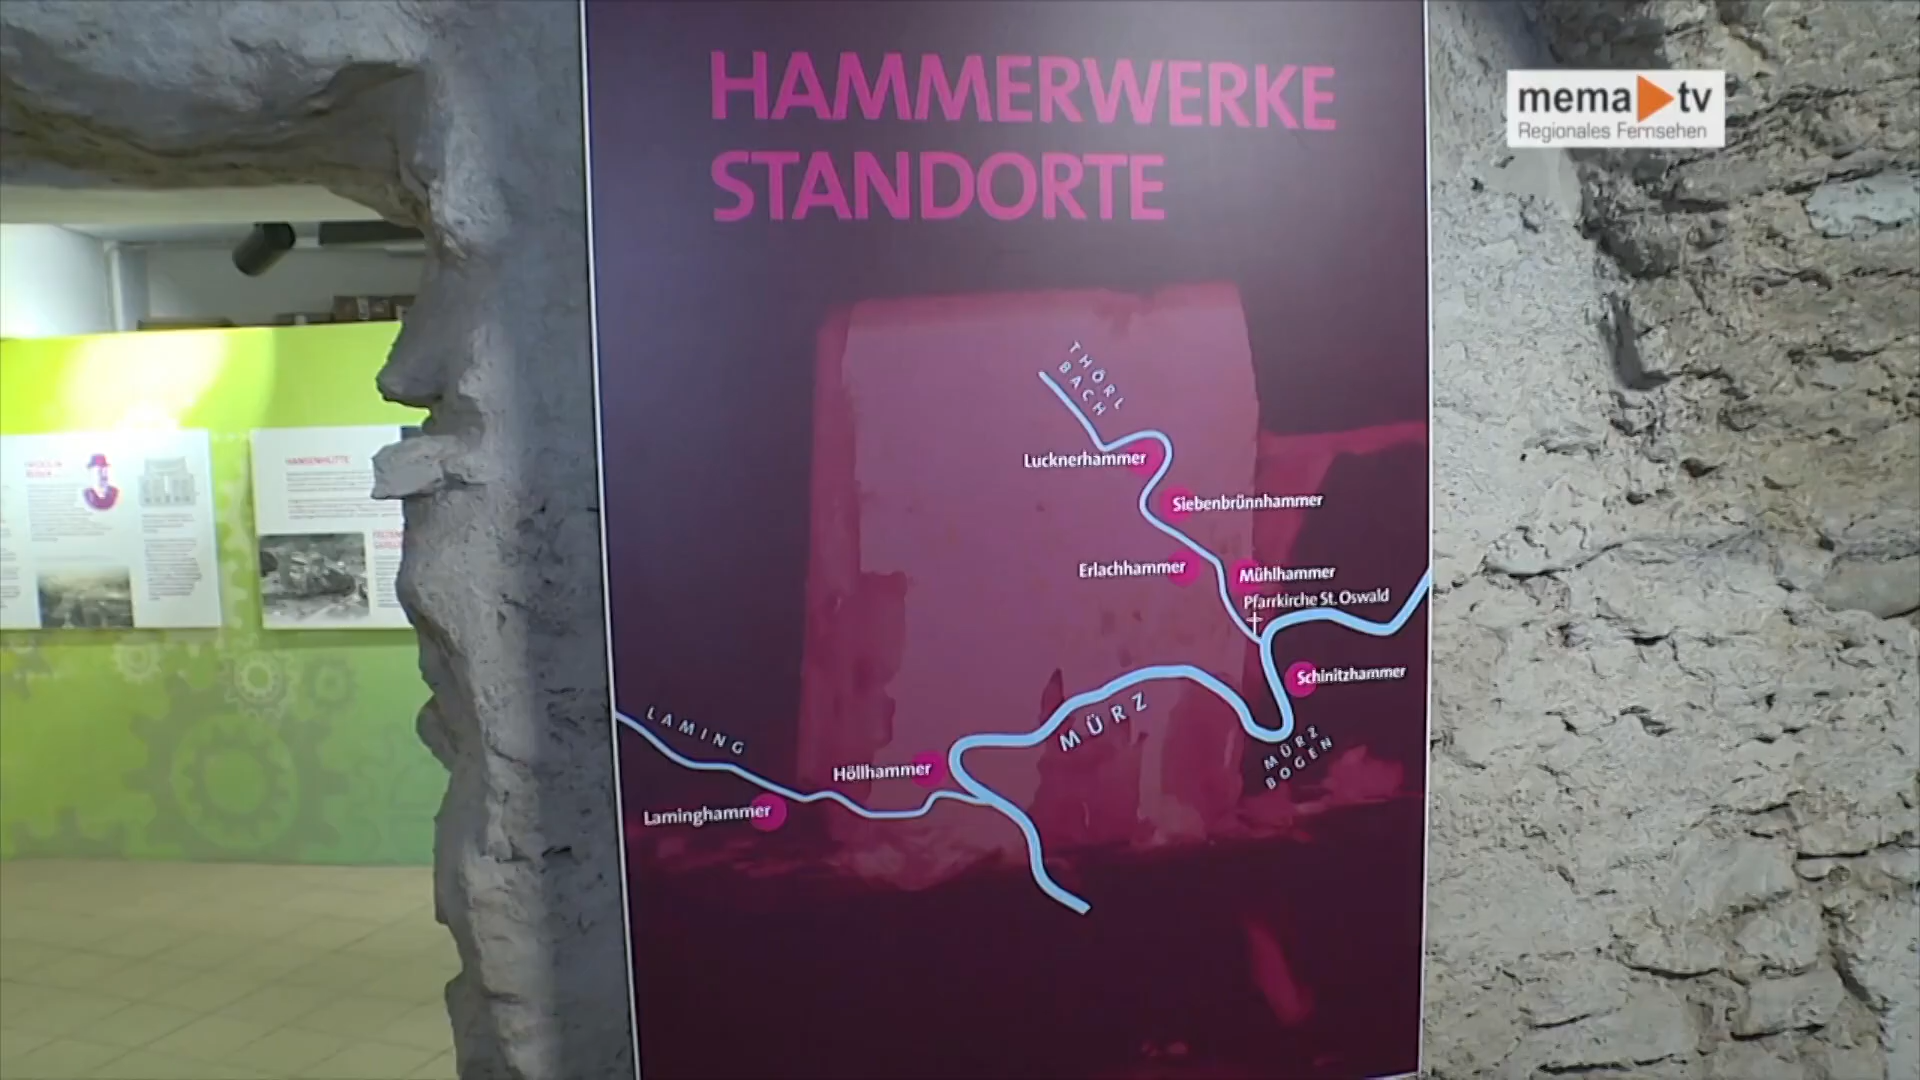 HAMMERWERKE
STANDORTE
mema tv
Regionales Fernsehen
THÖRL
BACH
Lucknerhammer
Siebenbrünnhammer
Erlachhammer
Mühlhammer
Pfarrkirche St. Oswald
Schinitzhammer
MÜRZ
MÜRZ
BOGEN
LAMING
Höllhammer
Laminghammer
HANSENHÜTTE